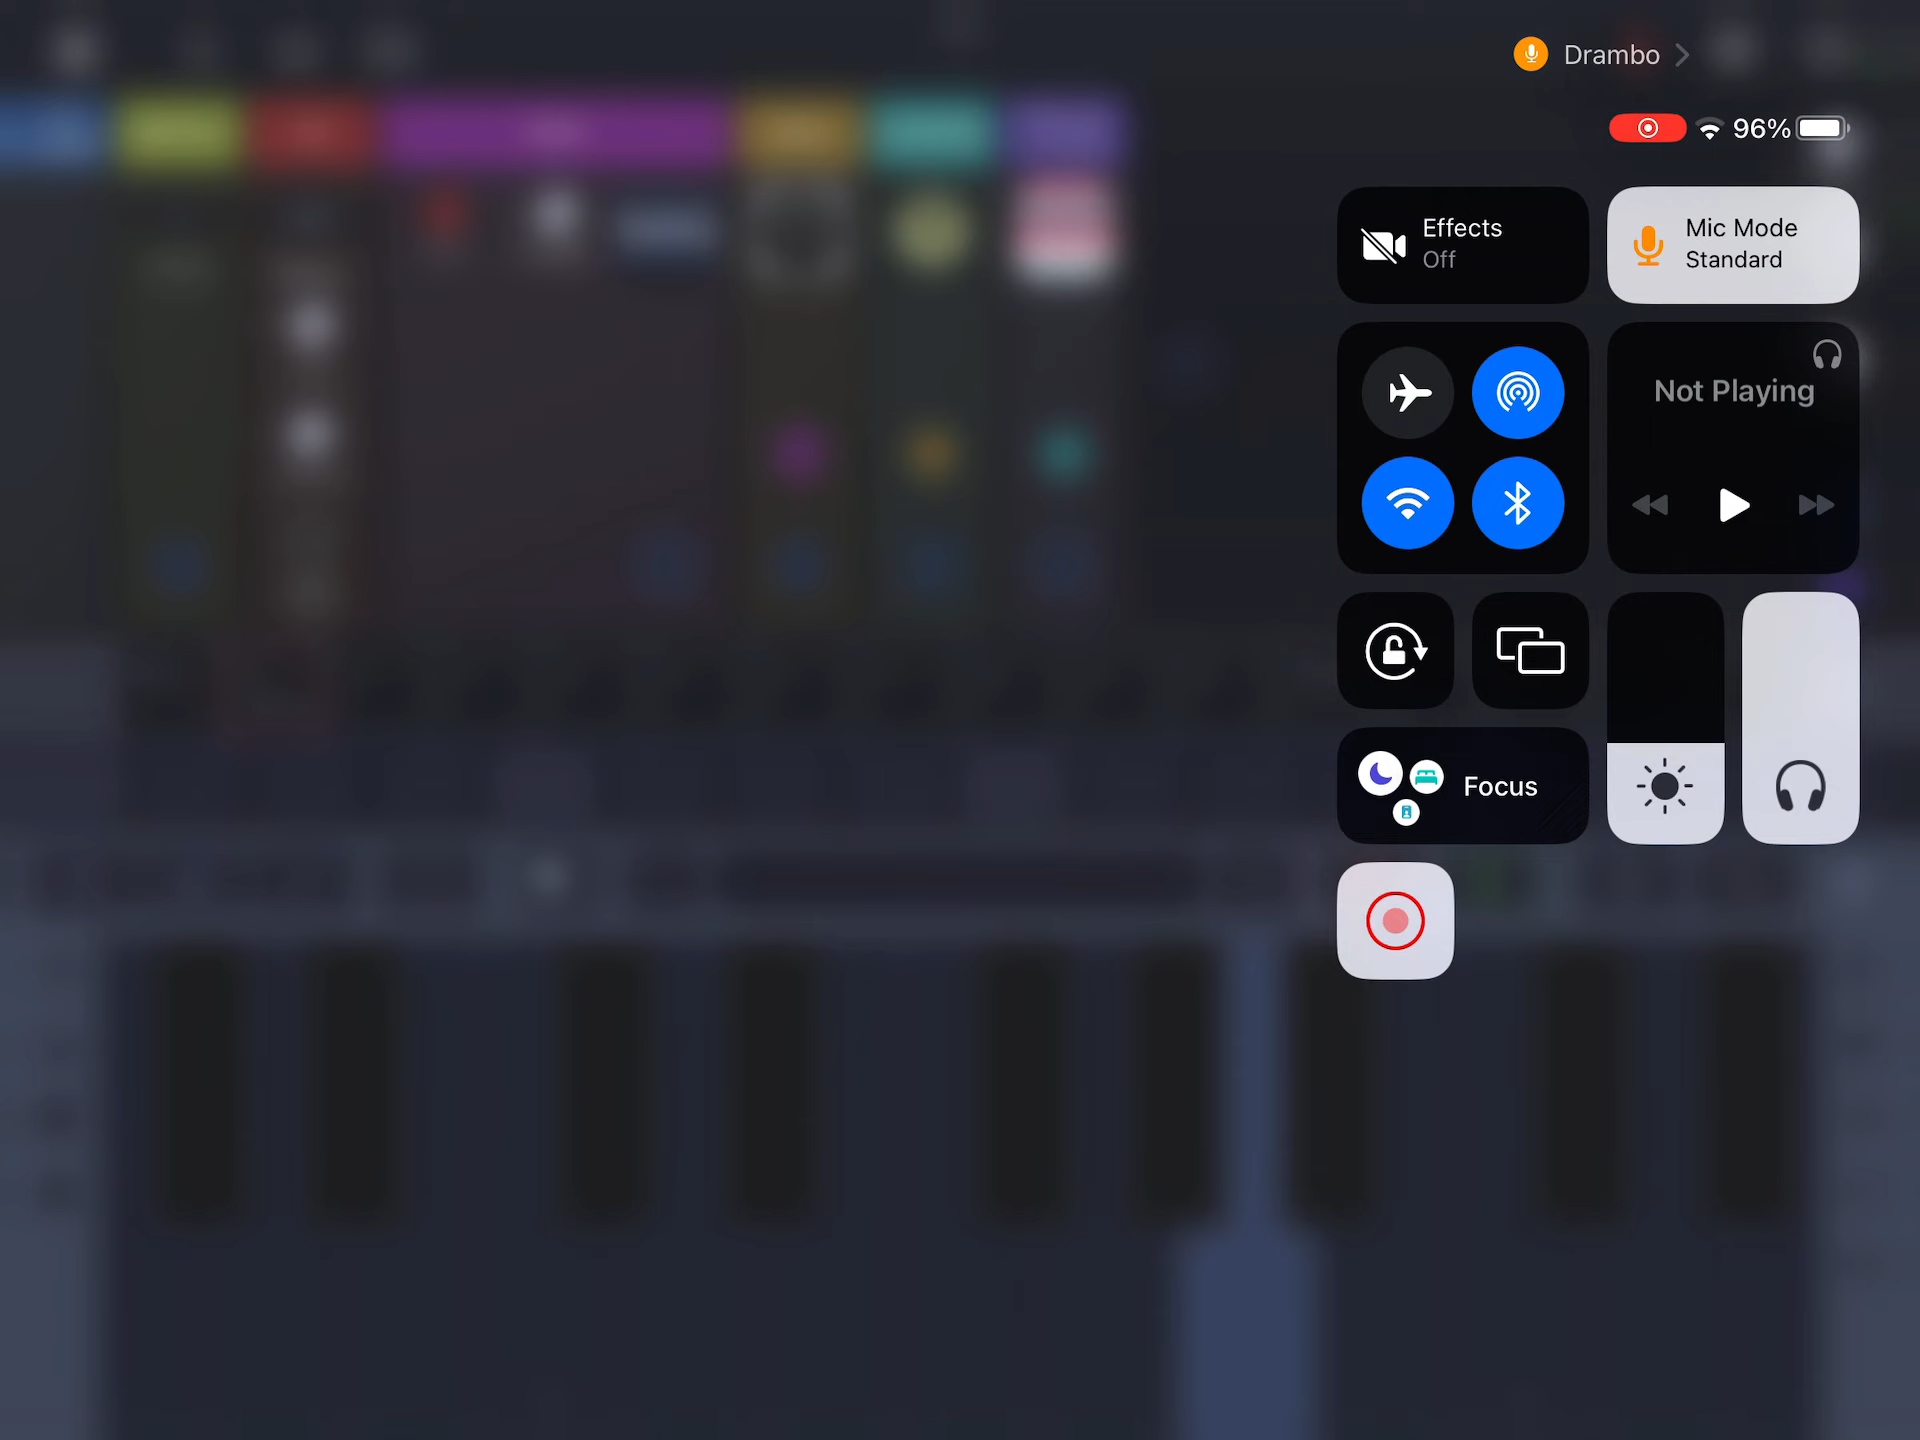 Drambo
96%
Effects
Off
Mic Mode
Standard
Not Playing
Focus